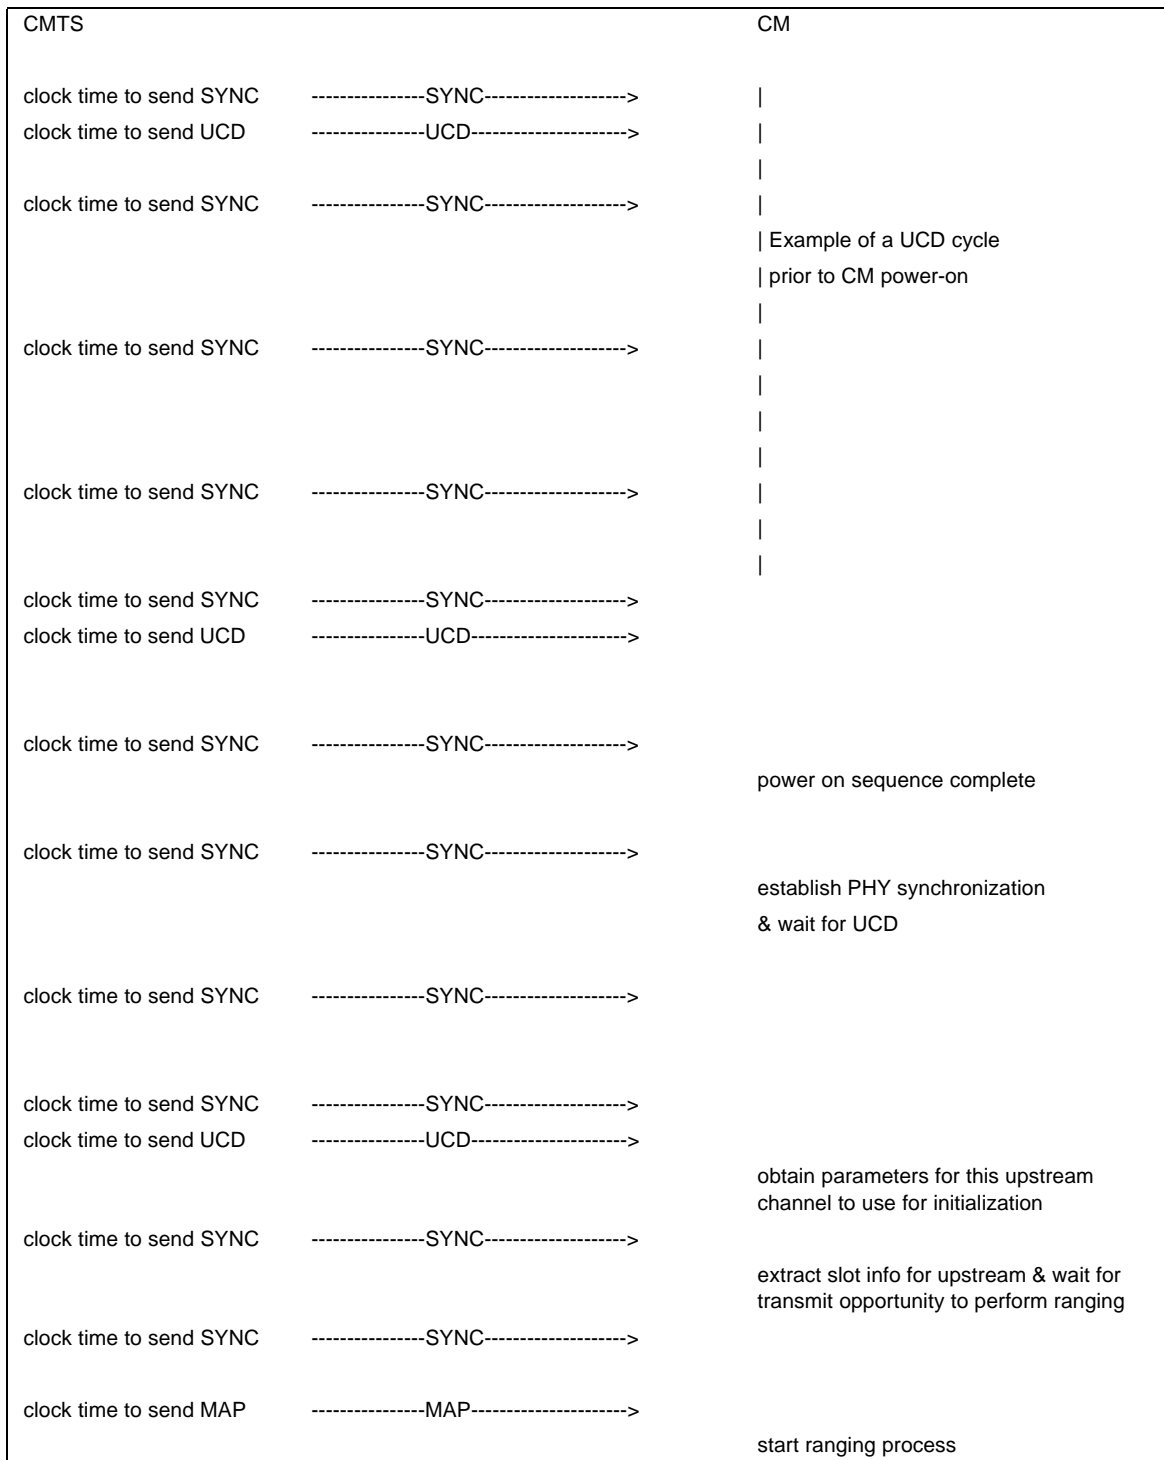 CMTS CM
clock time to send SYNC ----------------SYNC--------------------> |
clock time to send UCD ----------------UCD----------------------> |
|
clock time to send SYNC ----------------SYNC--------------------> |
| Example of a UCD cycle
| prior to CM power-on
|
clock time to send SYNC ----------------SYNC--------------------> |
|
|
|
clock time to send SYNC ----------------SYNC--------------------> |
|
|
clock time to send SYNC ----------------SYNC-------------------->
clock time to send UCD ----------------UCD---------------------->
clock time to send SYNC ----------------SYNC-------------------->
power on sequence complete
clock time to send SYNC ----------------SYNC-------------------->
establish PHY synchronization
& wait for UCD
clock time to send SYNC ----------------SYNC-------------------->
clock time to send SYNC ----------------SYNC-------------------->
clock time to send UCD ----------------UCD---------------------->
obtain parameters for this upstream
channel to use for initialization
clock time to send SYNC ----------------SYNC-------------------->
extract slot info for upstream & wait for
transmit opportunity to perform ranging
clock time to send SYNC ----------------SYNC-------------------->
clock time to send MAP ----------------MAP---------------------->
start ranging process